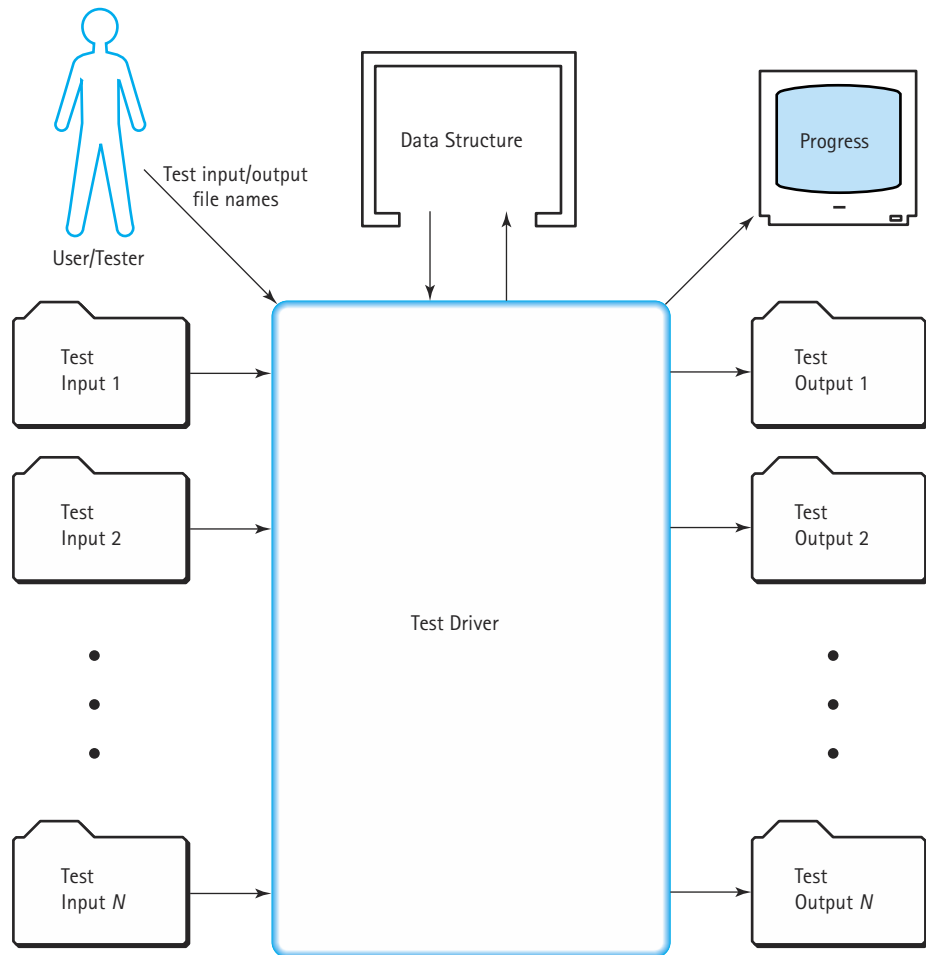 Data Structure
Progress
Test input/output
file names
User/Tester
Test
Input 1
Test
Output 1
Test
Input 2
Test
Output 2
Test Driver
Test
Input N
Test
Output N